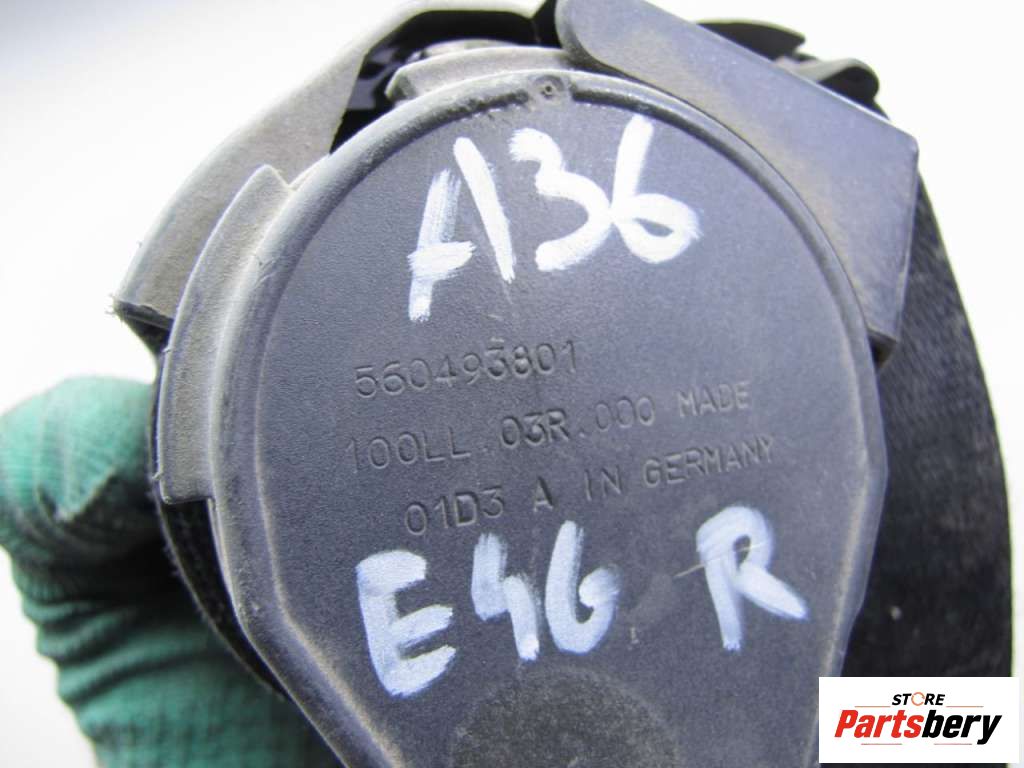 A136
560493801
100LL.03R.000 MADE
01D3 A IN GERMANY
E46 R
STORE
Partsbery